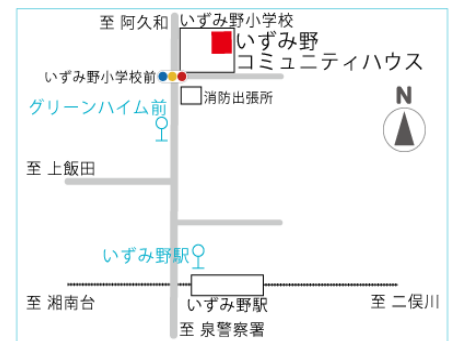 至 阿久和
いずみ野小学校
いずみ野
コミュニティハウス
いずみ野小学校前
消防出張所
グリーンハイム前
N
至 上飯田
いずみ野駅
いずみ野駅
至 湘南台
至 二俣川
至 泉警察署